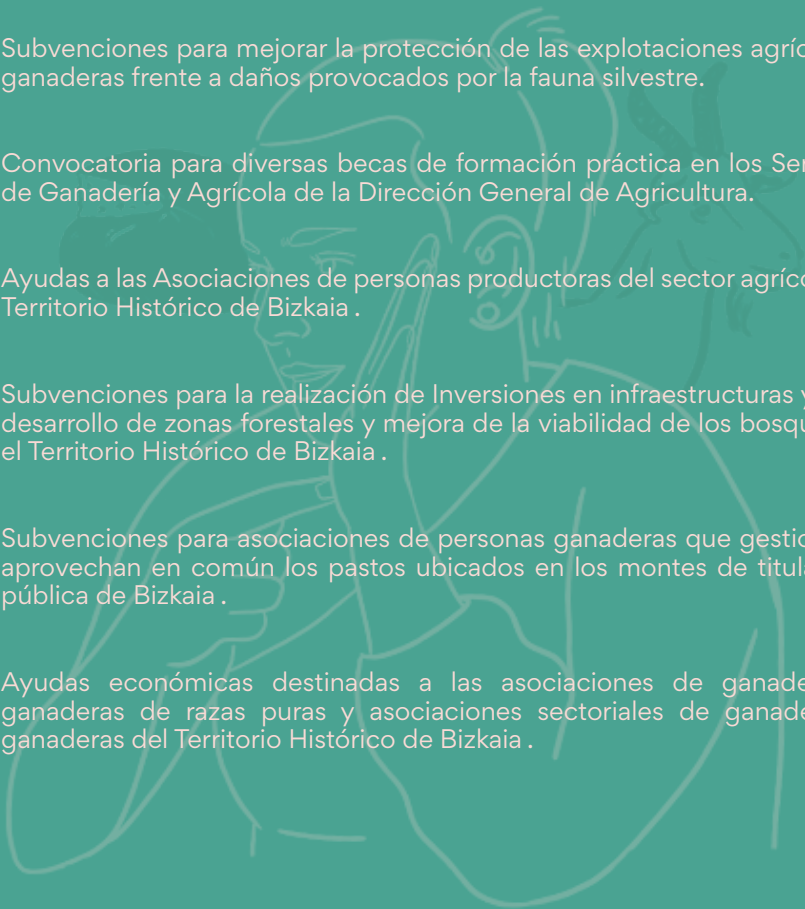 Subvenciones para mejorar la protección de las explotaciones agríc
ganaderas frente a daños provocados por la fauna silvestre.
Convocatoria para diversas becas de formación práctica en los Ser
de Ganadería y Agrícola de la Dirección General de Agricultura.
Ayudas a las Asociaciones de personas productoras del sector agríco
Territorio Histórico de Bizkaia .
Subvenciones para la realización de Inversiones en infraestructuras y
desarrollo de zonas forestales y mejora de la viabilidad de los bosqu
el Territorio Histórico de Bizkaia .
Subvenciones para asociaciones de personas ganaderas que gestio
aprovechan en común los pastos ubicados en los montes de titula
pública de Bizkaia .
Ayudas económicas destinadas a las asociaciones de ganade
ganaderas de razas puras y asociaciones sectoriales de ganade
ganaderas del Territorio Histórico de Bizkaia .